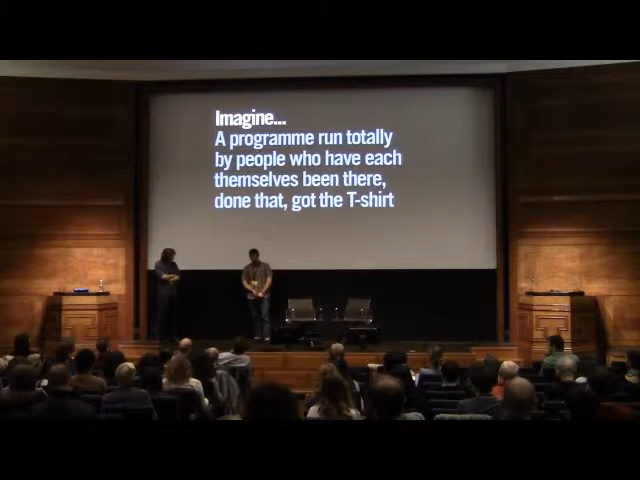 Imagine...
A programme run totally
by people who have each
themselves been there,
done that, got the T-shirt